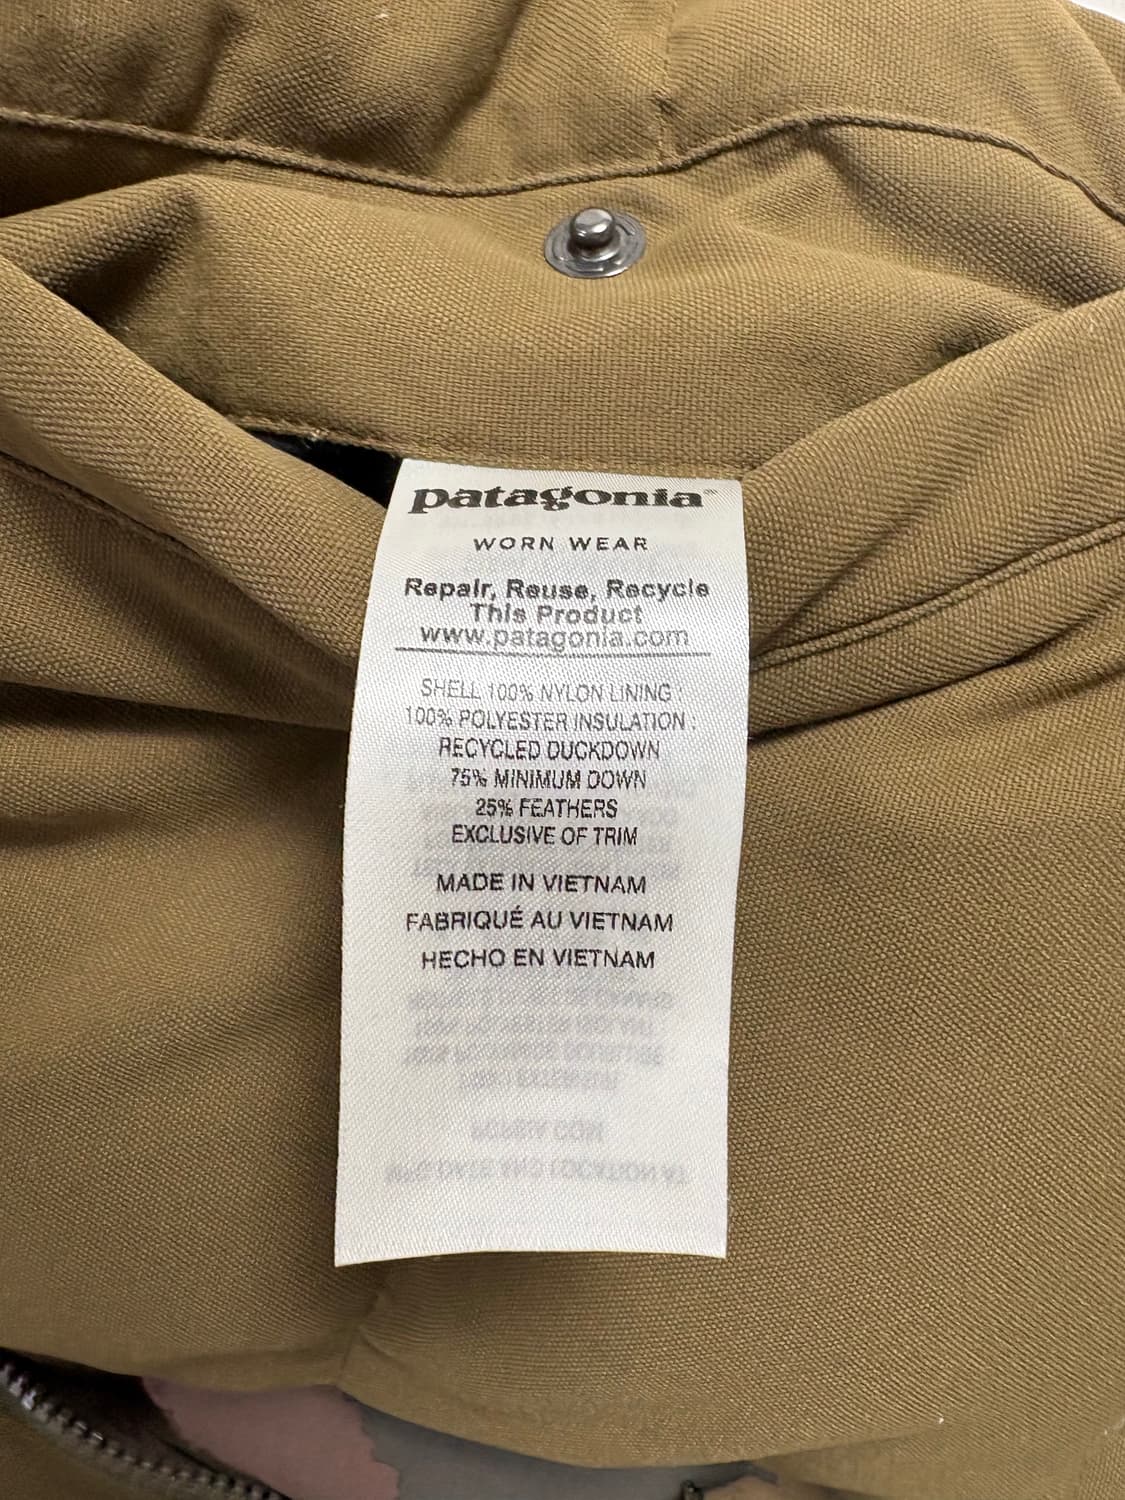 patagonia®
WORN WEAR
Repair, Reuse, Recycle
This Product
www.patagonia.com
SHELL 100% NYLON LINING :
100% POLYESTER INSULATION :
RECYCLED DUCKDOWN
75% MINIMUM DOWN
25% FEATHERS
EXCLUSIVE OF TRIM
MADE IN VIETNAM
FABRIQUÉ AU VIETNAM
HECHO EN VIETNAM